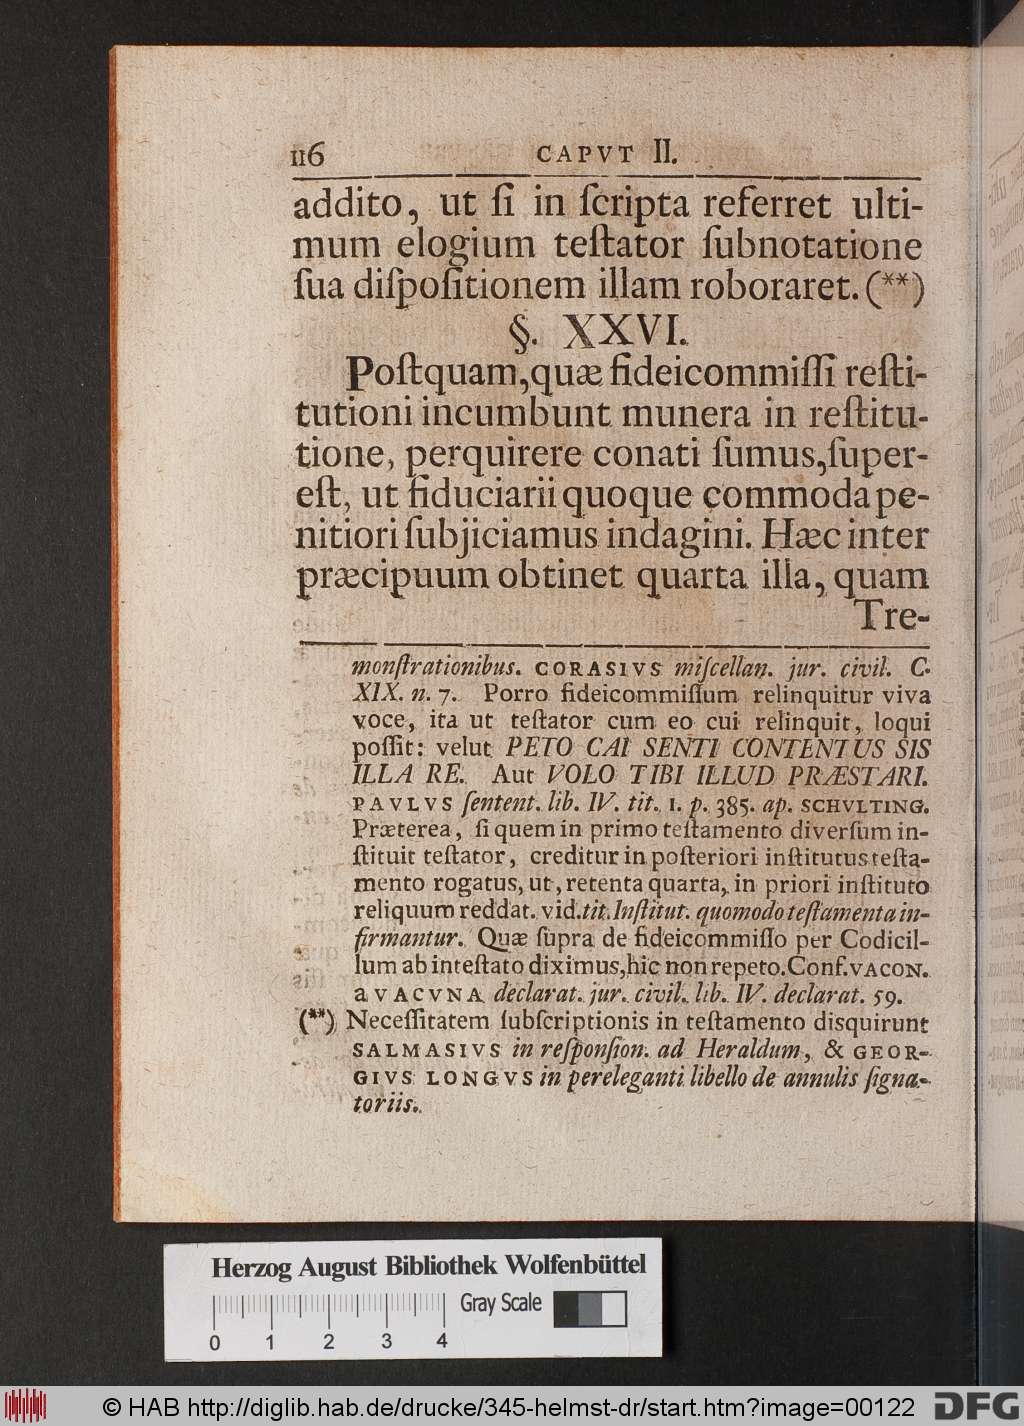 116 CAPVT II.
addito, ut ſi in ſcripta referret ulti-
mum elogium teſtator ſubnotatione
ſua diſpoſitionem illam roboraret. (**)
§. XXVI.
Poſtquam, quæ fideicommiſſi reſti-
tutioni incumbunt munera in reſtitu-
tione, perquirere conati ſumus, ſuper-
eſt, ut fiduciarii quoque commoda pe-
nitiori ſubjiciamus indagini. Hæc inter
præcipuum obtinet quarta illa, quam
Tre-
monſtrationibus. CORASIVS miſcellan. jur. civil. C.
XIX. n. 7. Porro fideicommiſſum relinquitur viva
voce, ita ut teſtator cum eo cui relinquit, loqui
poſſit: velut PETO CAI SENTI CONTENTUS SIS
ILLA RE. Aut VOLO TIBI ILLUD PRÆSTARI.
PAVLVS ſentent. lib. IV. tit. 1. p. 385. ap. SCHVLTING.
Præterea, ſi quem in primo teſtamento diverſum in-
ſtituit teſtator, creditur in poſteriori inſtitutus teſta-
mento rogatus, ut, retenta quarta, in priori inſtituto
reliquum reddat. vid. tit. Inſtitut. quomodo teſtamenta in-
firmantur. Quæ ſupra de fideicommiſſo per Codicil-
lum ab inteſtato diximus, hic non repeto. Conf. VACON.
a VACVNA declarat. jur. civil. lib. IV. declarat. 59.
(**) Neceſſitatem ſubſcriptionis in teſtamento disquirunt
SALMASIVS in reſponſion. ad Heraldum, & GEOR-
GIVS LONGVS in pereleganti libello de annulis ſigna-
toriis.
Herzog August Bibliothek Wolfenbüttel
Gray Scale
0 1 2 3 4
© HAB http://diglib.hab.de/drucke/345-helmst-dr/start.htm?image=00122 DFG